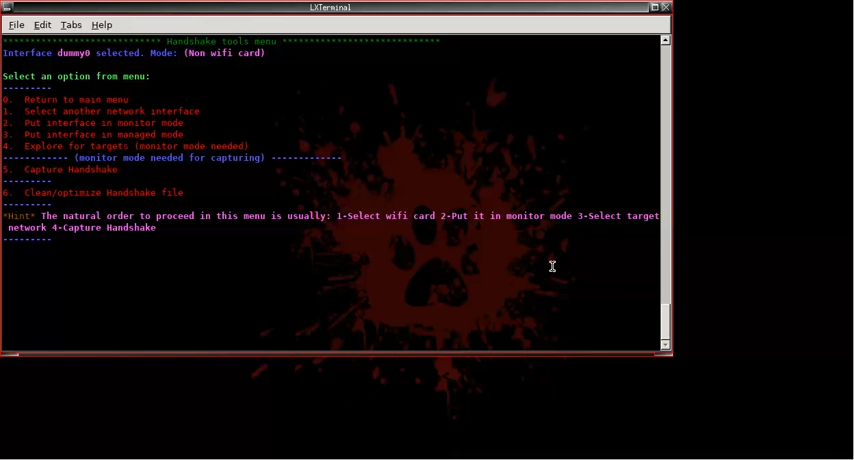 LXTerminal
File Edit Tabs Help
***************************** Handshake tools menu *****************************
Interface dummy0 selected. Mode: (Non wifi card)
Select an option from menu:
---------
0.  Return to main menu
1.  Select another network interface
2.  Put interface in monitor mode
3.  Put interface in managed mode
4.  Explore for targets (monitor mode needed)
------------ (monitor mode needed for capturing) -------------
5.  Capture Handshake
---------
6.  Clean/optimize Handshake file
---------
*Hint* The natural order to proceed in this menu is usually: 1-Select wifi card 2-Put it in monitor mode 3-Select target
network 4-Capture Handshake
---------